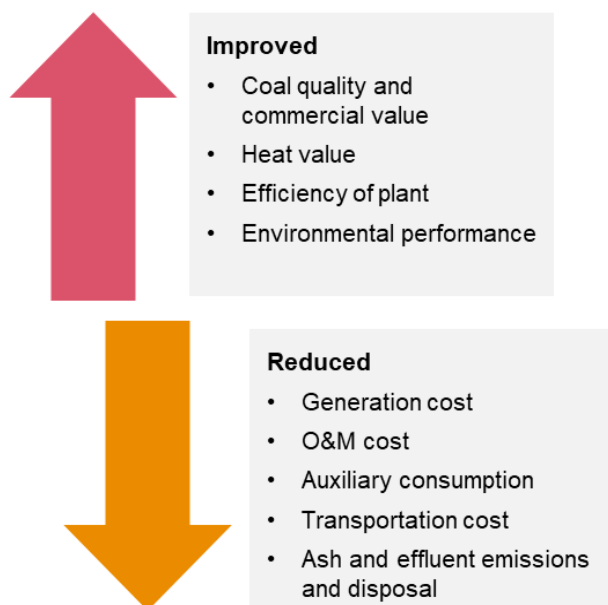 Improved
• Coal quality and
commercial value
• Heat value
• Efficiency of plant
• Environmental performance
Reduced
• Generation cost
• O&M cost
• Auxiliary consumption
• Transportation cost
• Ash and effluent emissions
and disposal